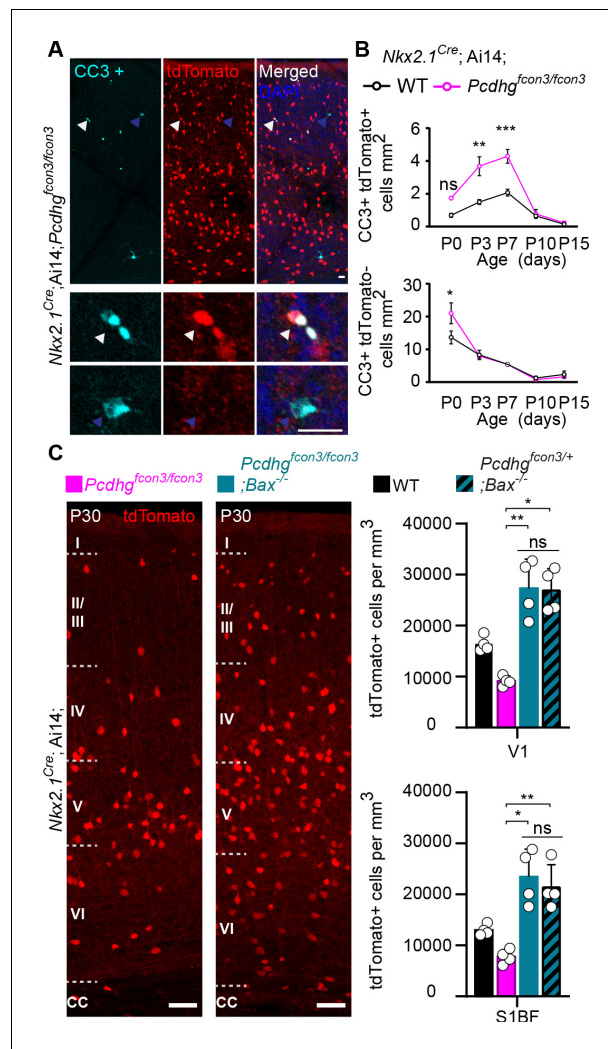 A
CC3 +
tdTomato
Merged
DAPI
Nkx2.1Cre; Ai14;Pcdhgfcon3/fcon3
B
Nkx2.1Cre; Ai14;
WT
Pcdhgfcon3/fcon3
CC3+ tdTomato+
cells mm2
6
4
2
0
ns
**
***
P0 P3 P7 P10 P15
Age (days)
CC3+ tdTomato-
cells mm2
30
20
10
0
*
P0 P3 P7 P10 P15
Age (days)
C
Pcdhgfcon3/fcon3
Pcdhgfcon3/fcon3
;Bax-/-
WT
Pcdhgfcon3/+
;Bax-/-
Nkx2.1Cre; Ai14;
P30 tdTomato
I
II/
III
IV
V
VI
CC
P30
I
II/
III
IV
V
VI
CC
tdTomato+ cells per mm3
40000
30000
20000
10000
0
*
**
ns
V1
tdTomato+ cells per mm3
40000
30000
20000
10000
0
**
*
ns
S1BF